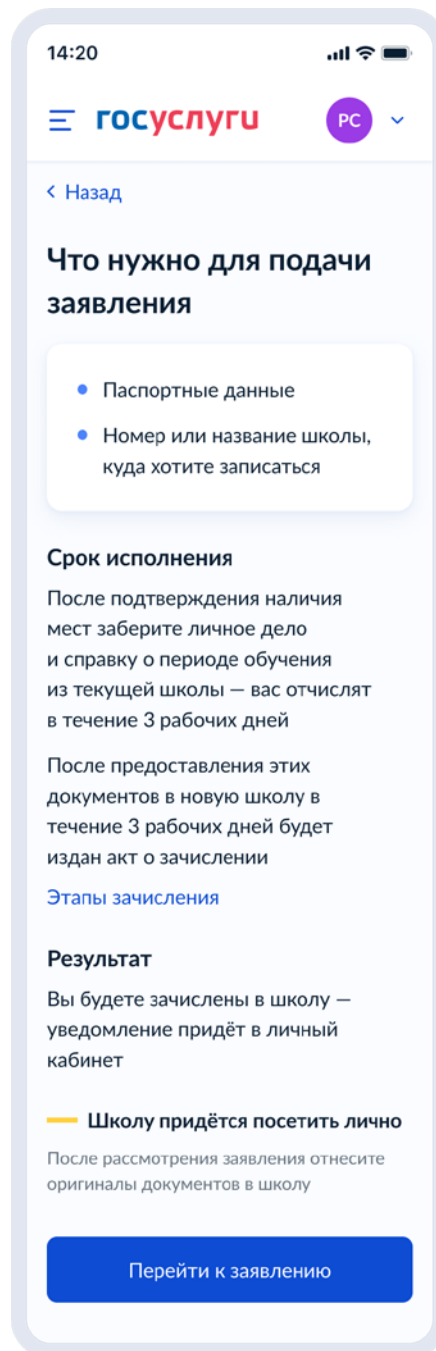 14:20
госуслуги
РС
Назад
Что нужно для подачи
заявления
Паспортные данные
Номер или название школы,
куда хотите записаться
Срок исполнения
После подтверждения наличия
мест заберите личное дело
и справку о периоде обучения
из текущей школы — вас отчислят
в течение 3 рабочих дней
После предоставления этих
документов в новую школу в
течение 3 рабочих дней будет
издан акт о зачислении
Этапы зачисления
Результат
Вы будете зачислены в школу —
уведомление придёт в личный
кабинет
Школу придётся посетить лично
После рассмотрения заявления отнесите
оригиналы документов в школу
Перейти к заявлению